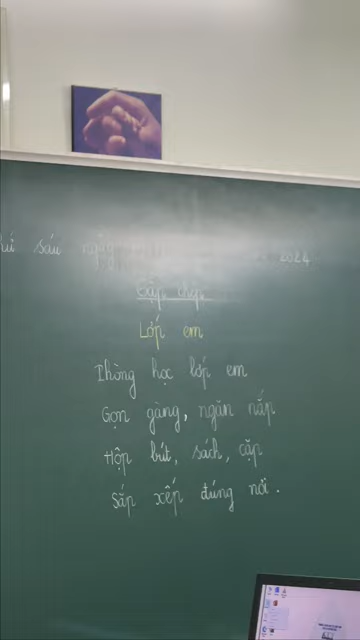 sáu ngày 2024
Tập chép
Lớp em
Phòng học lớp em
Gọn gàng, ngăn nắp
Hộp bút, sách, cặp
Sắp xếp đúng nơi.